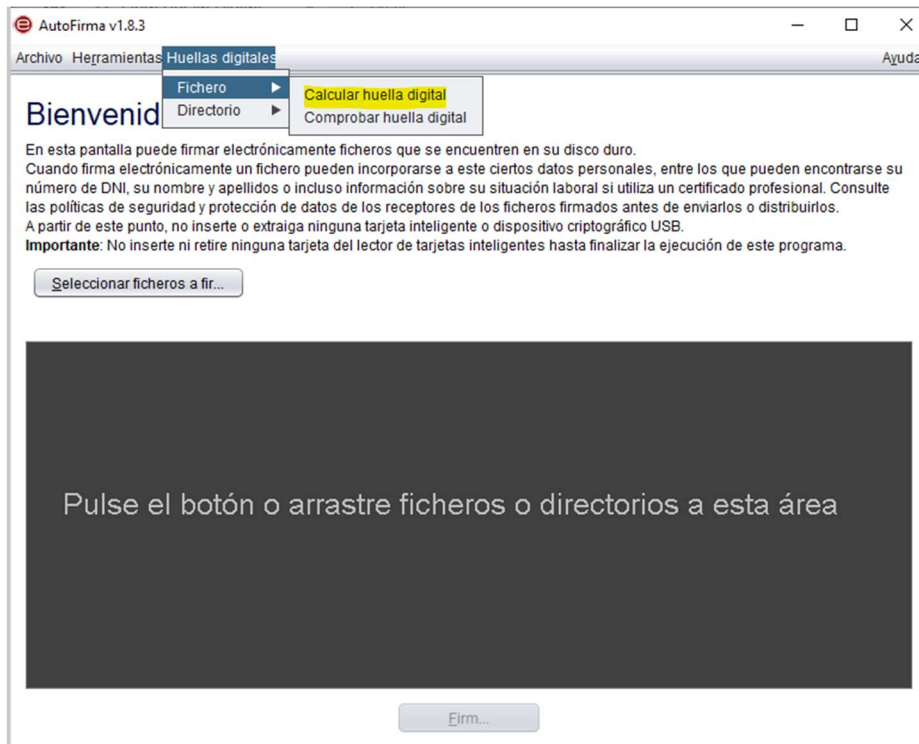 AutoFirma v1.8.3
Archivo Herramientas Huellas digitales Ayuda
Fichero
Directorio
Calcular huella digital
Comprobar huella digital
Bienvenid
En esta pantalla puede firmar electrónicamente ficheros que se encuentren en su disco duro.
Cuando firma electrónicamente un fichero pueden incorporarse a este ciertos datos personales, entre los que pueden encontrarse su
número de DNI, su nombre y apellidos o incluso información sobre su situación laboral si utiliza un certificado profesional. Consulte
las políticas de seguridad y protección de datos de los receptores de los ficheros firmados antes de enviarlos o distribuirlos.
A partir de este punto, no inserte o extraiga ninguna tarjeta inteligente o dispositivo criptográfico USB.
Importante: No inserte ni retire ninguna tarjeta del lector de tarjetas inteligentes hasta finalizar la ejecución de este programa.
Seleccionar ficheros a fir...
Pulse el botón o arrastre ficheros o directorios a esta área
Firm...